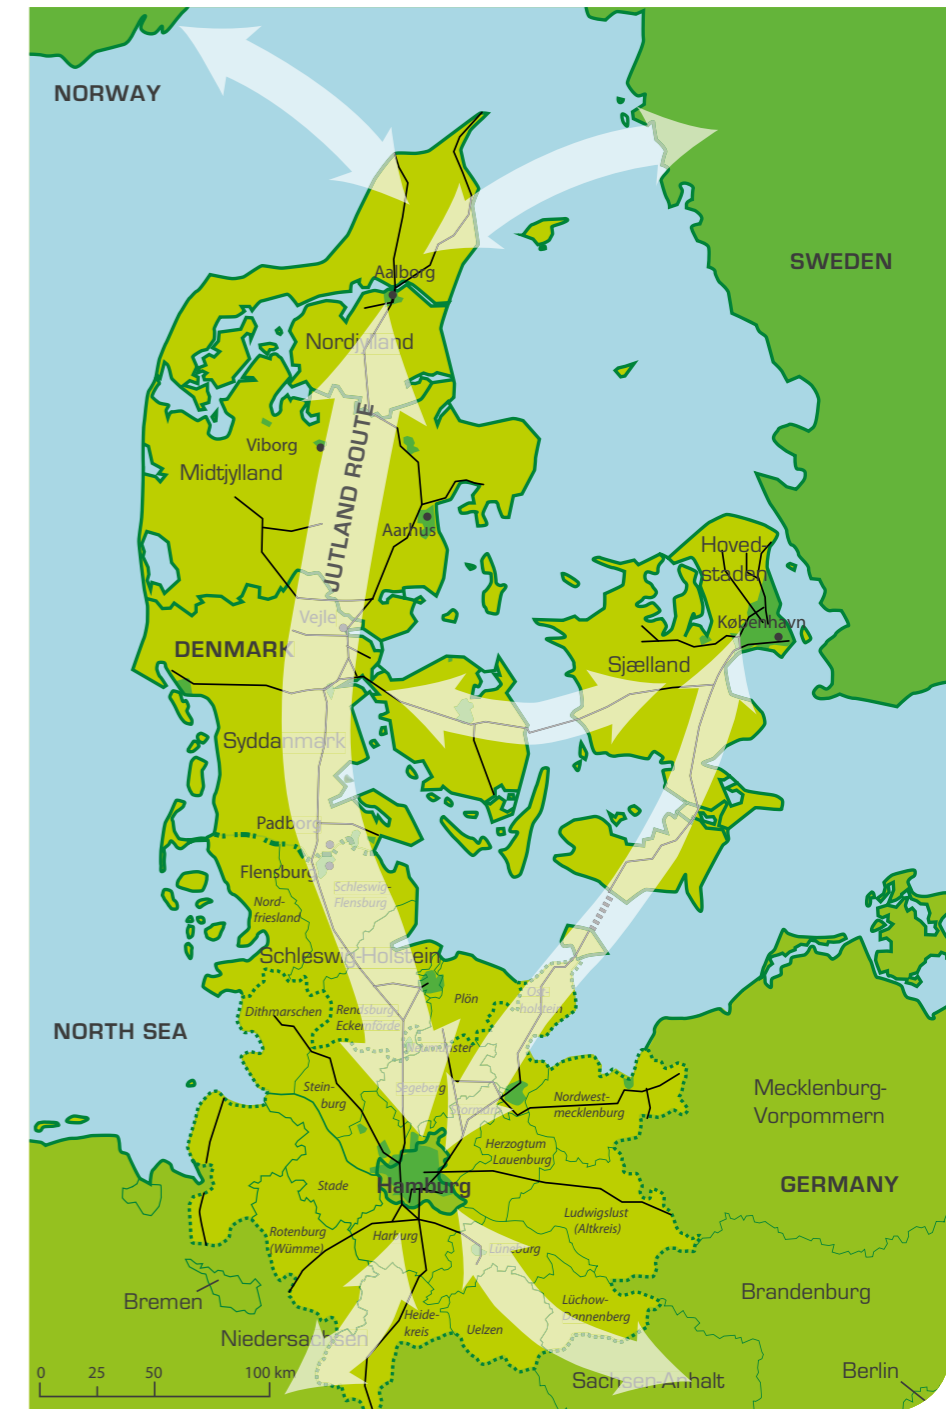 NORWAY
SWEDEN
Aalborg
Nordjylland
JUTLAND ROUTE
Viborg
Midtjylland
Aarhus
Hoved-
staden
Vejle
København
DENMARK
Sjælland
Syddanmark
Padborg
Flensburg
Schleswig-
Flensburg
Nord-
friesland
Schleswig-Holstein
Plön
Ost-
holstein
Dithmarschen
Rendsburg
Eckernförde
NORTH SEA
Neumünster
Stein-
burg
Segeberg
Stormarn
Nordwest-
mecklenburg
Mecklenburg-
Vorpommern
Herzogtum
Lauenburg
Stade
Hamburg
GERMANY
Ludwigslust
(Altkreis)
Rotenburg
(Wümme)
Harburg
Lüneburg
Bremen
Brandenburg
Lüchow-
Dannenberg
Heide-
kreis
Uelzen
Niedersachsen
Sachsen-Anhalt
Berlin
0 25 50 100 km